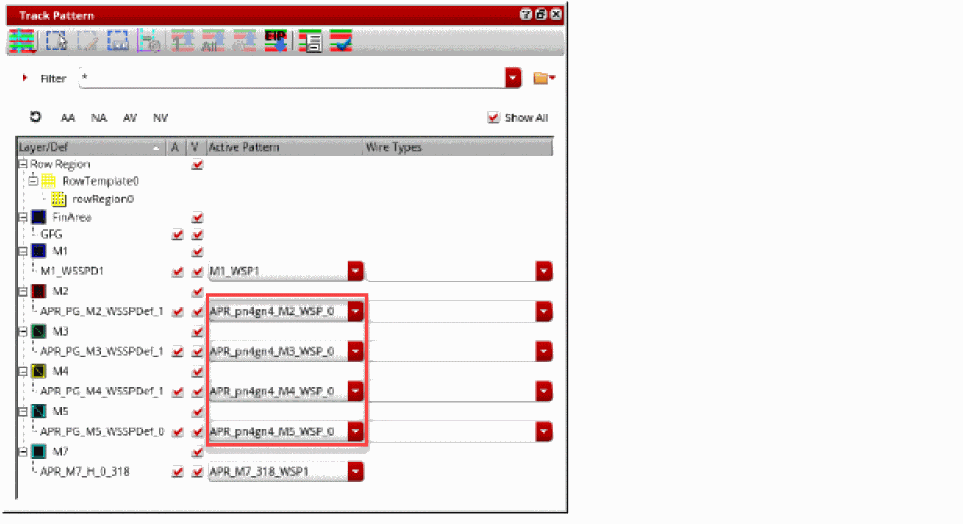 Track Pattern
All EIP
Filter *
AA NA AV NV Show All
Layer/Def A V Active Pattern Wire Types
Row Region
RowTemplate0
rowRegion0
FinArea
GFG
M1
M1_WSSPD1 M1_WSP1
M2
APR_PG_M2_WSSPDef_1 APR_pn4gn4_M2_WSP_0
M3
APR_PG_M3_WSSPDef_1 APR_pn4gn4_M3_WSP_0
M4
APR_PG_M4_WSSPDef_1 APR_pn4gn4_M4_WSP_0
M5
APR_PG_M5_WSSPDef_0 APR_pn4gn4_M5_WSP_0
M7
APR_M7_H_0_318 APR_M7_318_WSP1